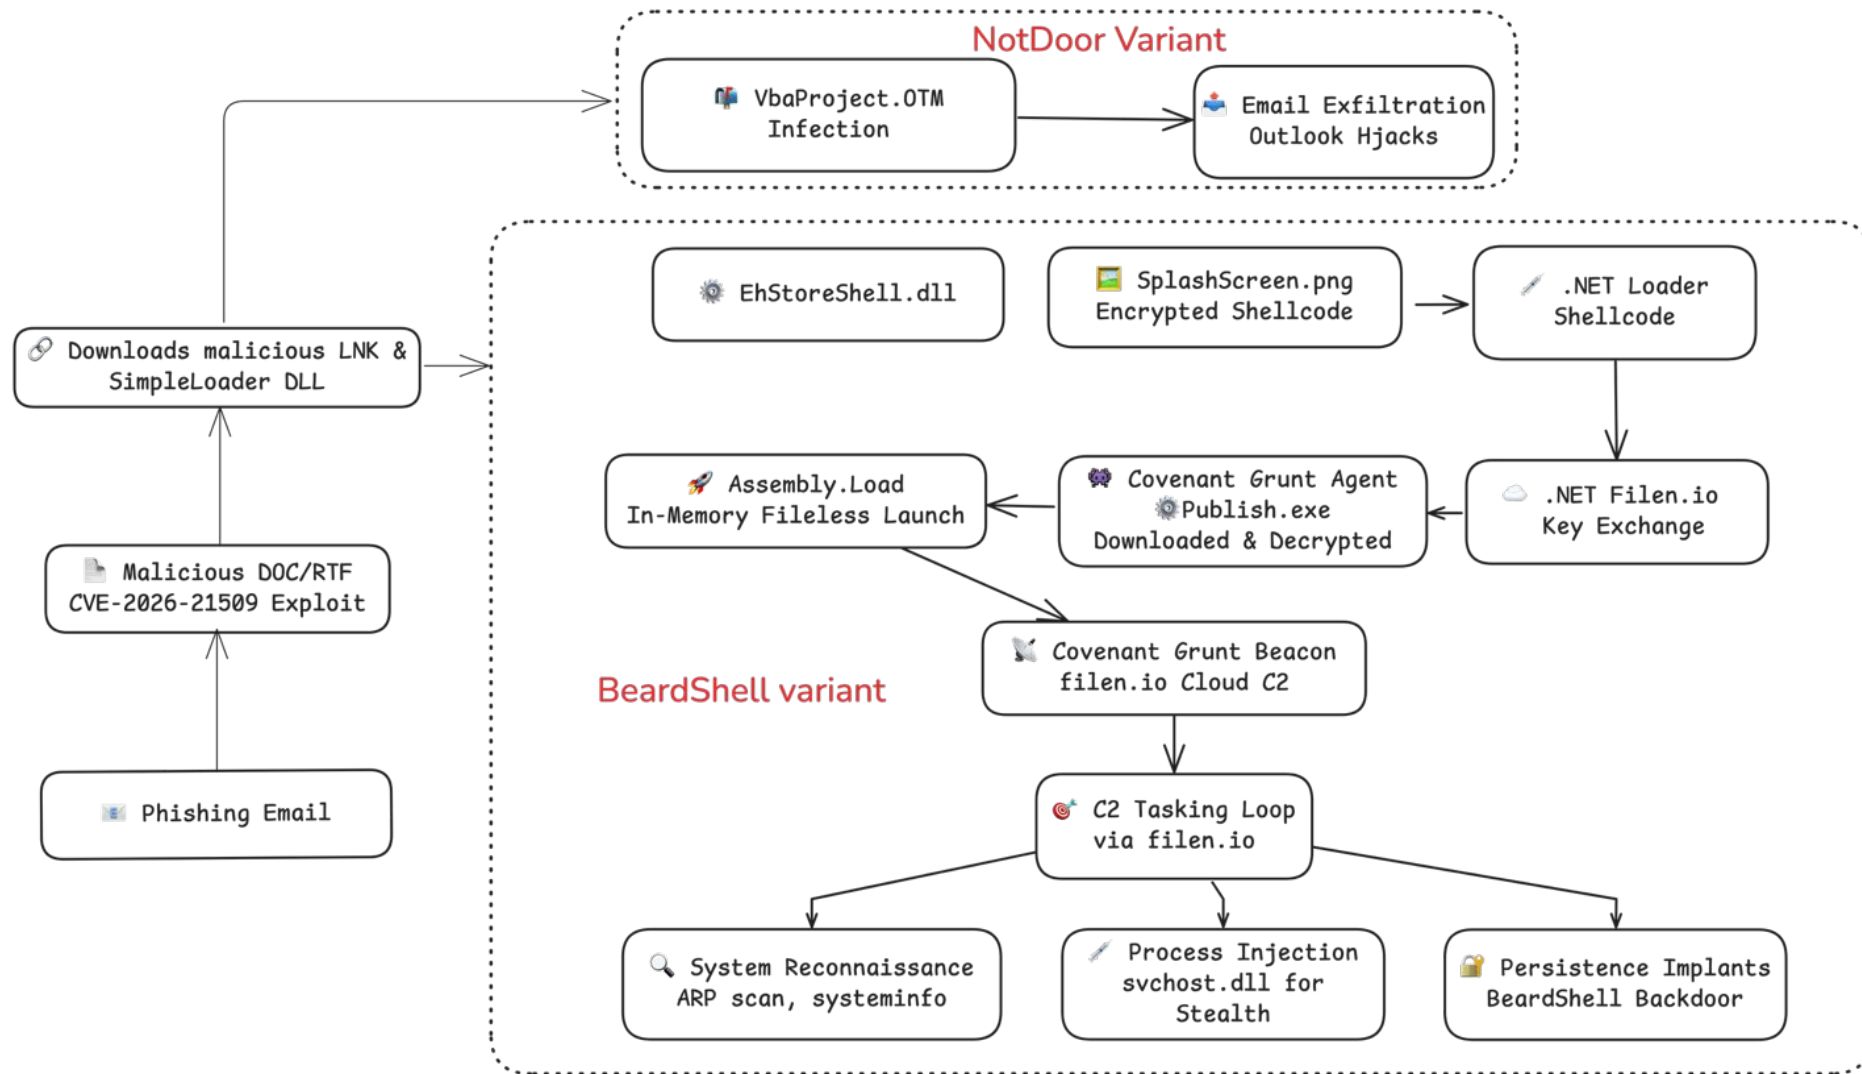 NotDoor Variant
VbaProject.OTM
Infection
Email Exfiltration
Outlook Hjacks
EhStoreShell.dll
SplashScreen.png
Encrypted Shellcode
.NET Loader
Shellcode
Downloads malicious LNK &
SimpleLoader DLL
Assembly.Load
In-Memory Fileless Launch
Covenant Grunt Agent
Publish.exe
Downloaded & Decrypted
.NET Filen.io
Key Exchange
Malicious DOC/RTF
CVE-2026-21509 Exploit
Covenant Grunt Beacon
filen.io Cloud C2
BeardShell variant
Phishing Email
C2 Tasking Loop
via filen.io
System Reconnaissance
ARP scan, systeminfo
Process Injection
svchost.dll for
Stealth
Persistence Implants
BeardShell Backdoor